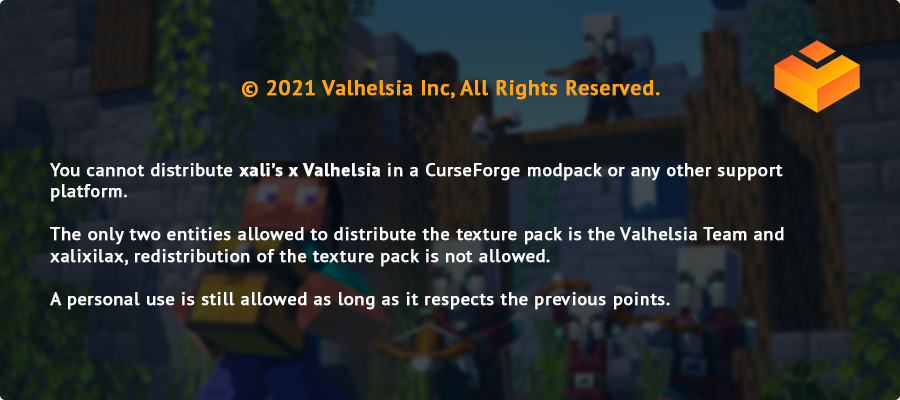 © 2021 Valhelsia Inc, All Rights Reserved.
You cannot distribute xali's x Valhelsia in a CurseForge modpack or any other support
platform.
The only two entities allowed to distribute the texture pack is the Valhelsia Team and
xalixilax, redistribution of the texture pack is not allowed.
A personal use is still allowed as long as it respects the previous points.